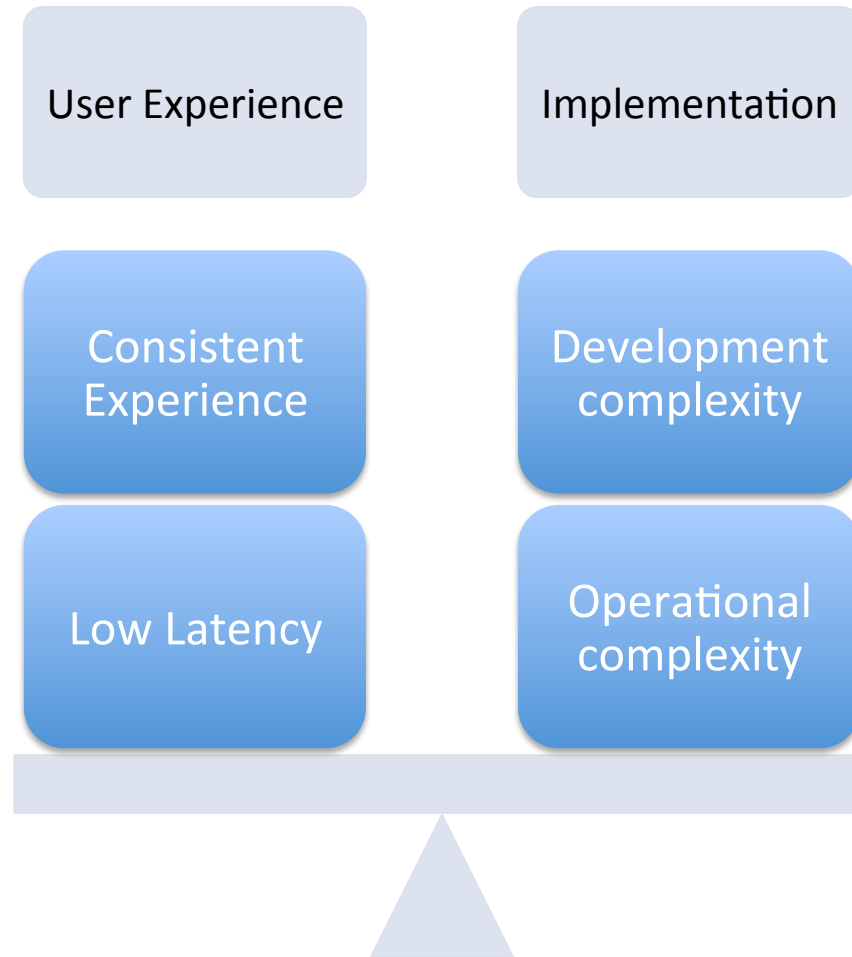 User Experience
Implementation
Consistent
Experience
Development
complexity
Low Latency
Operational
complexity